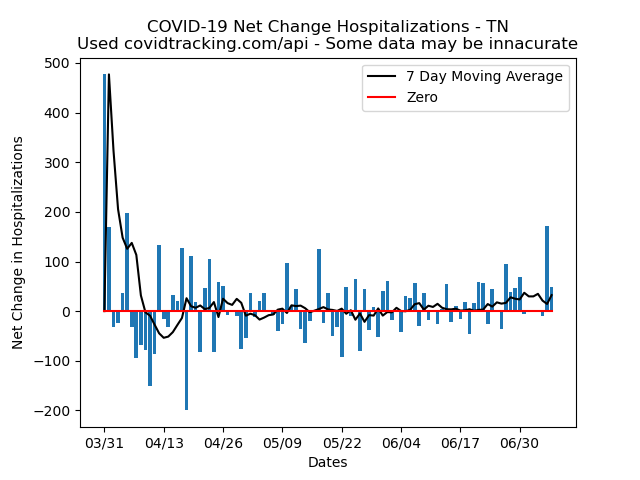 COVID-19 Net Change Hospitalizations - TN
Used covidtracking.com/api - Some data may be innacurate
7 Day Moving Average
Zero
Net Change in Hospitalizations
500
400
300
200
100
0
−100
−200
03/31 04/13 04/26 05/09 05/22 06/04 06/17 06/30
Dates